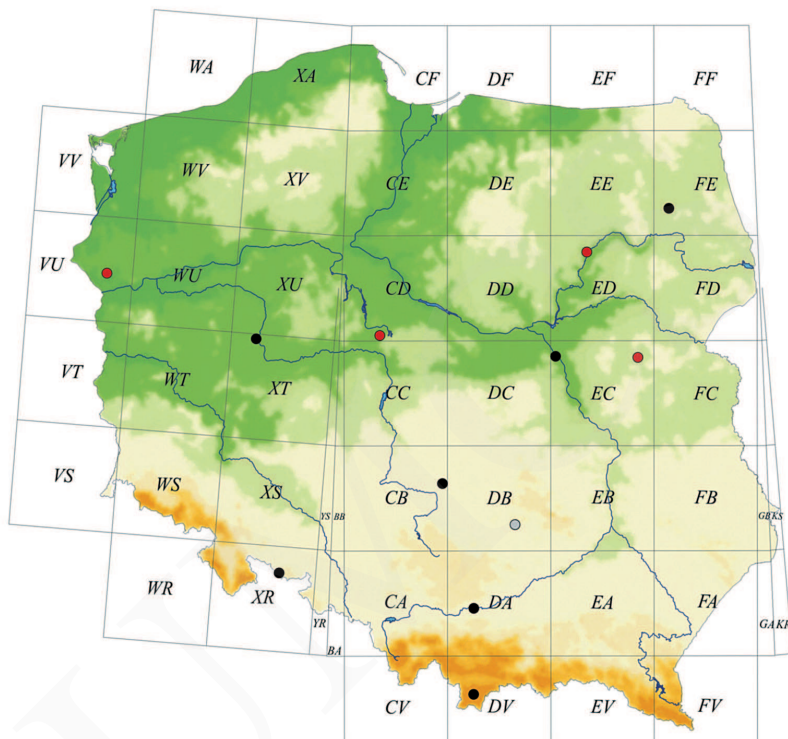 WA XA CF DF EF FF
VV WV XV CE DE EE FE
VU WU XU CD DD ED FD
VT WT XT CC DC EC FC
VS WS XS YS BB CB DB EB FB GB KS
WR XR YR CA DA EA FA GA KR
BA
CV DV EV FV